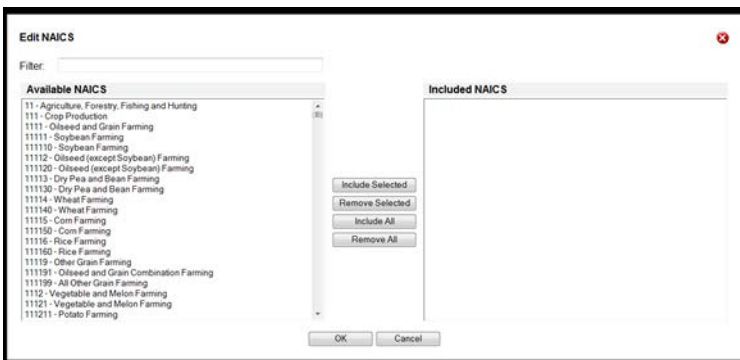 Edit NAICS
Filter:
Available NAICS
11 - Agriculture, Forestry, Fishing and Hunting
111 - Crop Production
1111 - Oilseed and Grain Farming
11111 - Soybean Farming
111110 - Soybean Farming
11112 - Oilseed (except Soybean) Farming
111120 - Oilseed (except Soybean) Farming
11113 - Dry Pea and Bean Farming
111130 - Dry Pea and Bean Farming
11114 - Wheat Farming
111140 - Wheat Farming
11115 - Corn Farming
111150 - Corn Farming
11116 - Rice Farming
111160 - Rice Farming
11119 - Other Grain Farming
111191 - Oilseed and Grain Combination Farming
111199 - All Other Grain Farming
1112 - Vegetable and Melon Farming
11121 - Vegetable and Melon Farming
111211 - Potato Farming
Include Selected
Remove Selected
Include All
Remove All
Included NAICS
OK
Cancel